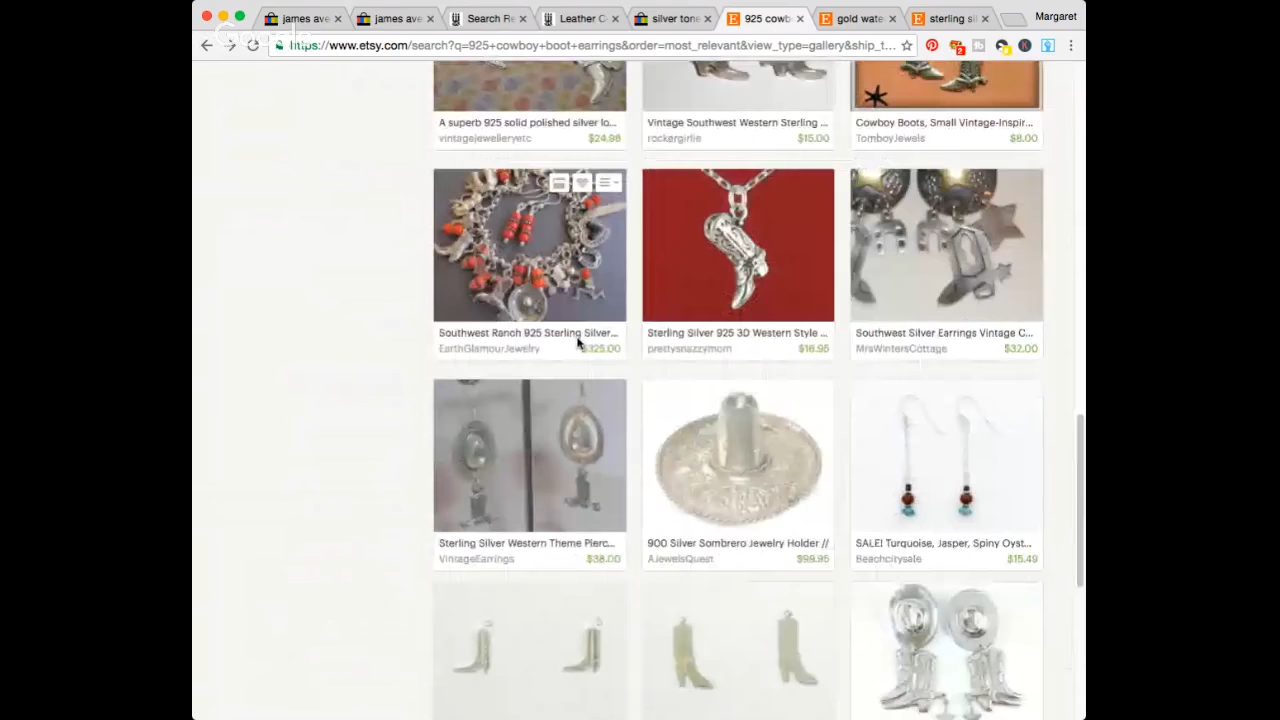 james ave
james ave
Search Re
Leather C
silver tone
925 cowb
gold wate
sterling si
Margaret
https://www.etsy.com/search?q=925+cowboy+boot+earrings&order=most_relevant&view_type=gallery&ship_t...
A superb 925 solid polished silver lo...
vintagejewelleryetc $24.98
Vintage Southwest Western Sterling ...
rockergirlie $15.00
Cowboy Boots, Small Vintage-Inspir...
TomboyJewels $8.00
Southwest Ranch 925 Sterling Silver...
EarthGlamourJewelry $325.00
Sterling Silver 925 3D Western Style ...
prettysnazzymom $16.95
Southwest Silver Earrings Vintage C...
MrsWintersCottage $32.00
Sterling Silver Western Theme Pierc...
VintageEarrings $38.00
900 Silver Sombrero Jewelry Holder //
AJewelsQuest $99.95
SALE! Turquoise, Jasper, Spiny Oyst...
Beachcitysale $15.49